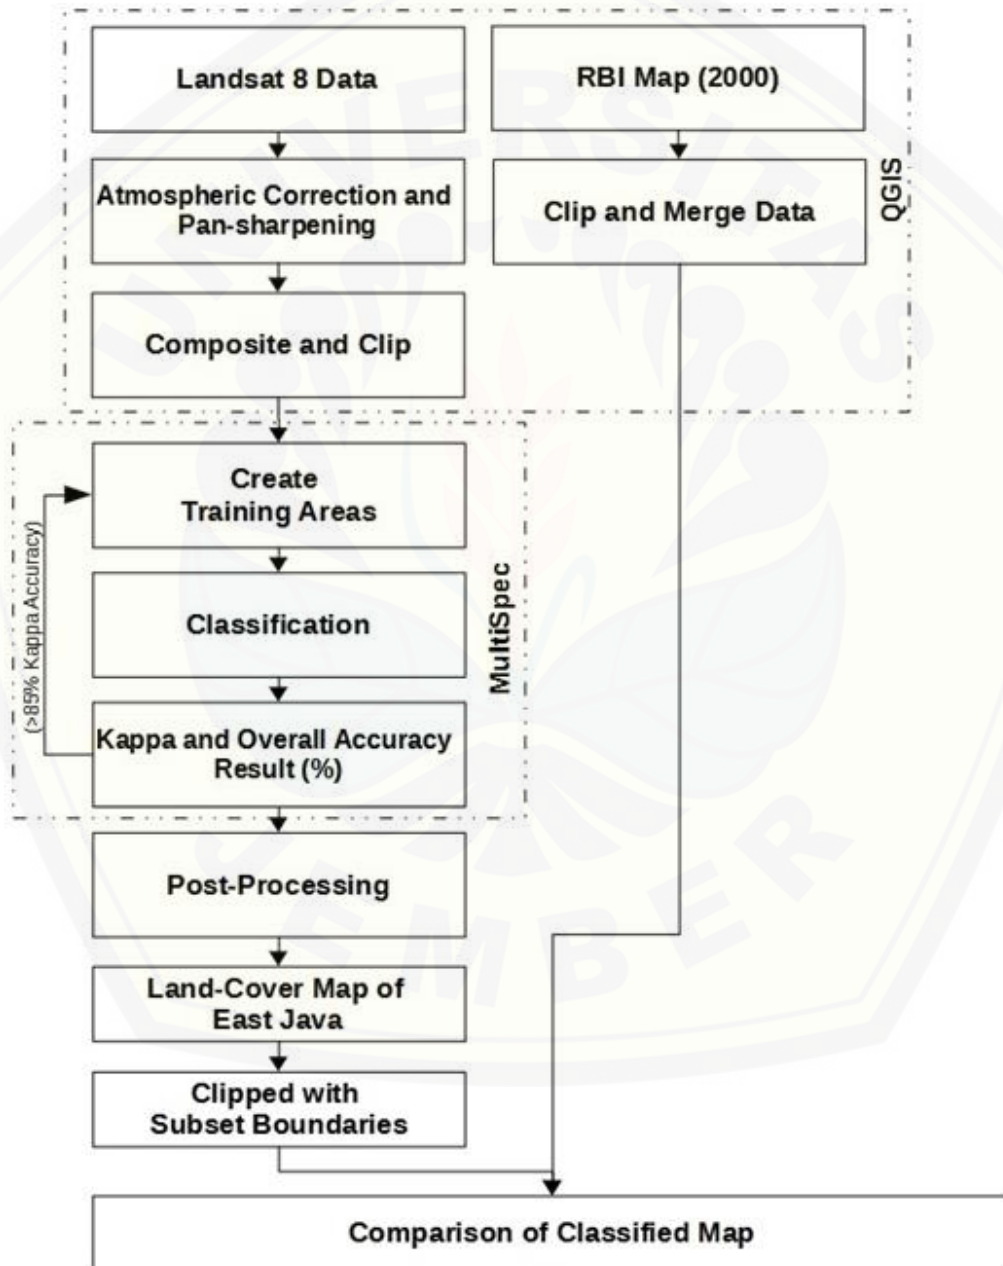 Landsat 8 Data
RBI Map (2000)
Atmospheric Correction and
Pan-sharpening
Clip and Merge Data
QGIS
Composite and Clip
Create
Training Areas
(>85% Kappa Accuracy)
Classification
MultiSpec
Kappa and Overall Accuracy
Result (%)
Post-Processing
Land-Cover Map of
East Java
Clipped with
Subset Boundaries
Comparison of Classified Map
UNIVERSITAS
JEMBER